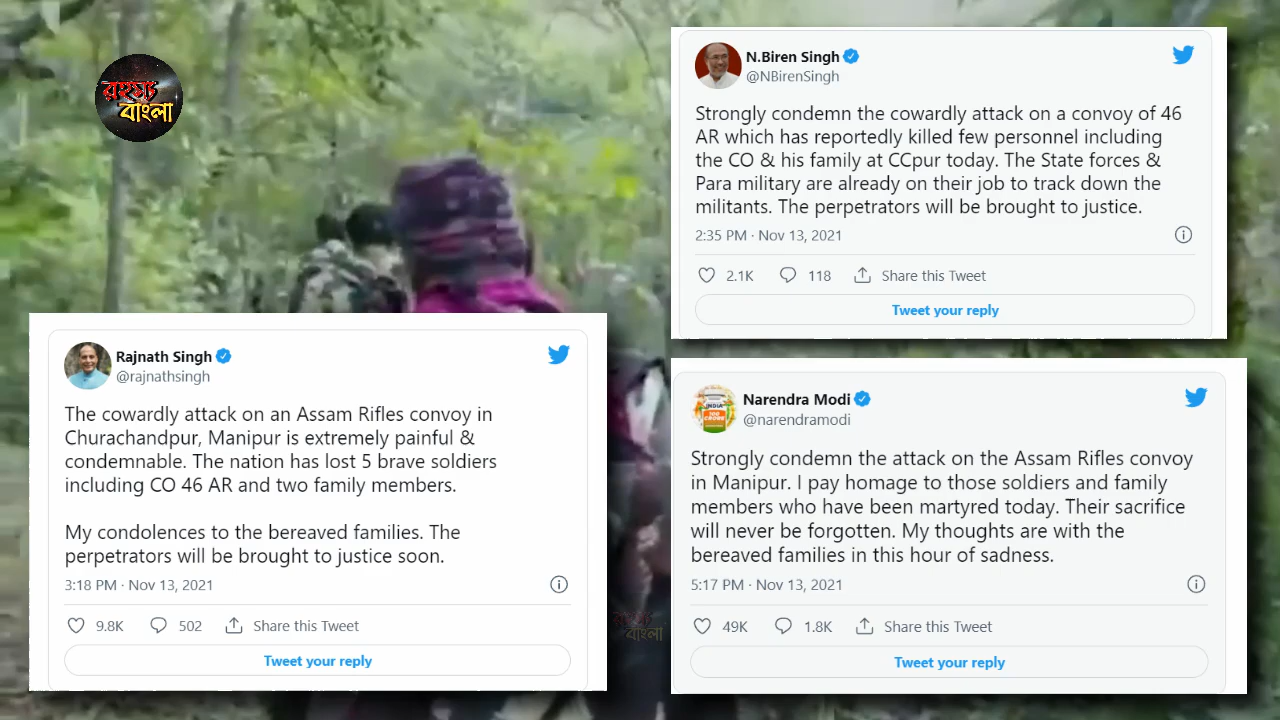 রহস্য
বাংলা
N.Biren Singh
@NBirenSingh
Strongly condemn the cowardly attack on a convoy of 46
AR which has reportedly killed few personnel including
the CO & his family at CCpur today. The State forces &
Para military are already on their job to track down the
militants. The perpetrators will be brought to justice.
2:35 PM · Nov 13, 2021
2.1K 118 Share this Tweet
Tweet your reply
Rajnath Singh
@rajnathsingh
The cowardly attack on an Assam Rifles convoy in
Churachandpur, Manipur is extremely painful &
condemnable. The nation has lost 5 brave soldiers
including CO 46 AR and two family members.
My condolences to the bereaved families. The
perpetrators will be brought to justice soon.
3:18 PM · Nov 13, 2021
9.8K 502 Share this Tweet
Tweet your reply
Narendra Modi
@narendramodi
Strongly condemn the attack on the Assam Rifles convoy
in Manipur. I pay homage to those soldiers and family
members who have been martyred today. Their sacrifice
will never be forgotten. My thoughts are with the
bereaved families in this hour of sadness.
5:17 PM · Nov 13, 2021
49K 1.8K Share this Tweet
Tweet your reply
রহস্য
বাংলা